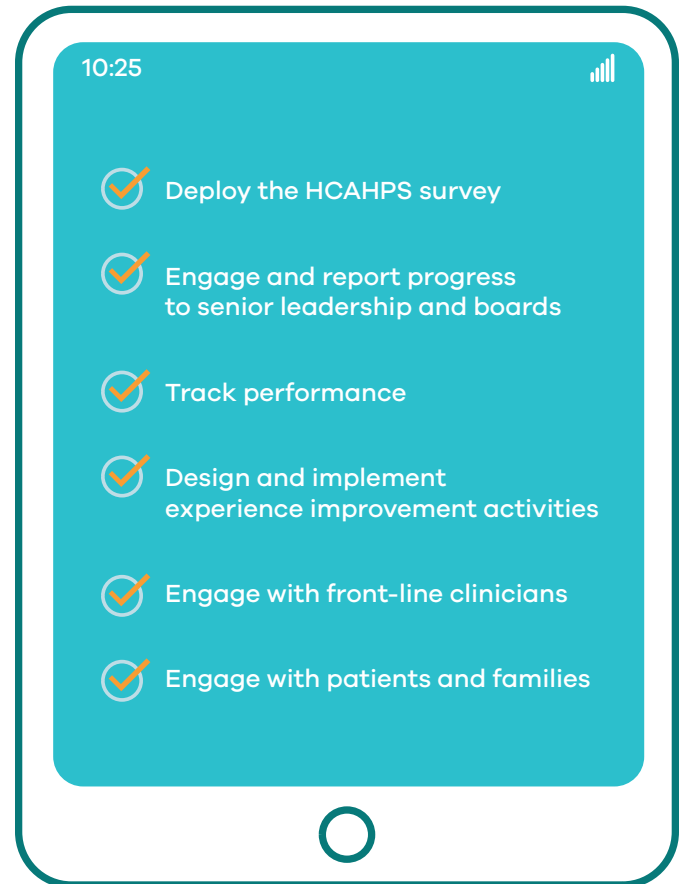 10:25
Deploy the HCAHPS survey
Engage and report progress
to senior leadership and boards
Track performance
Design and implement
experience improvement activities
Engage with front-line clinicians
Engage with patients and families